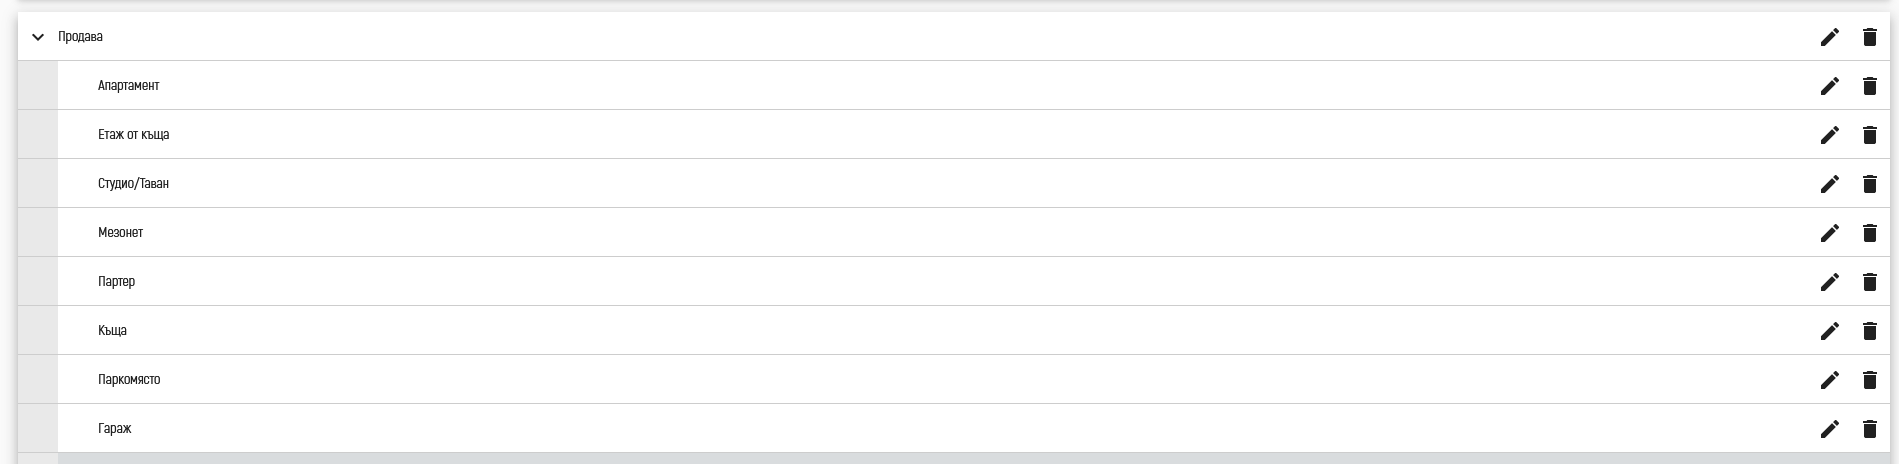 Продава
Апартамент
Етаж от къща
Студио/Таван
Мезонет
Партер
Къща
Паркомясто
Гараж